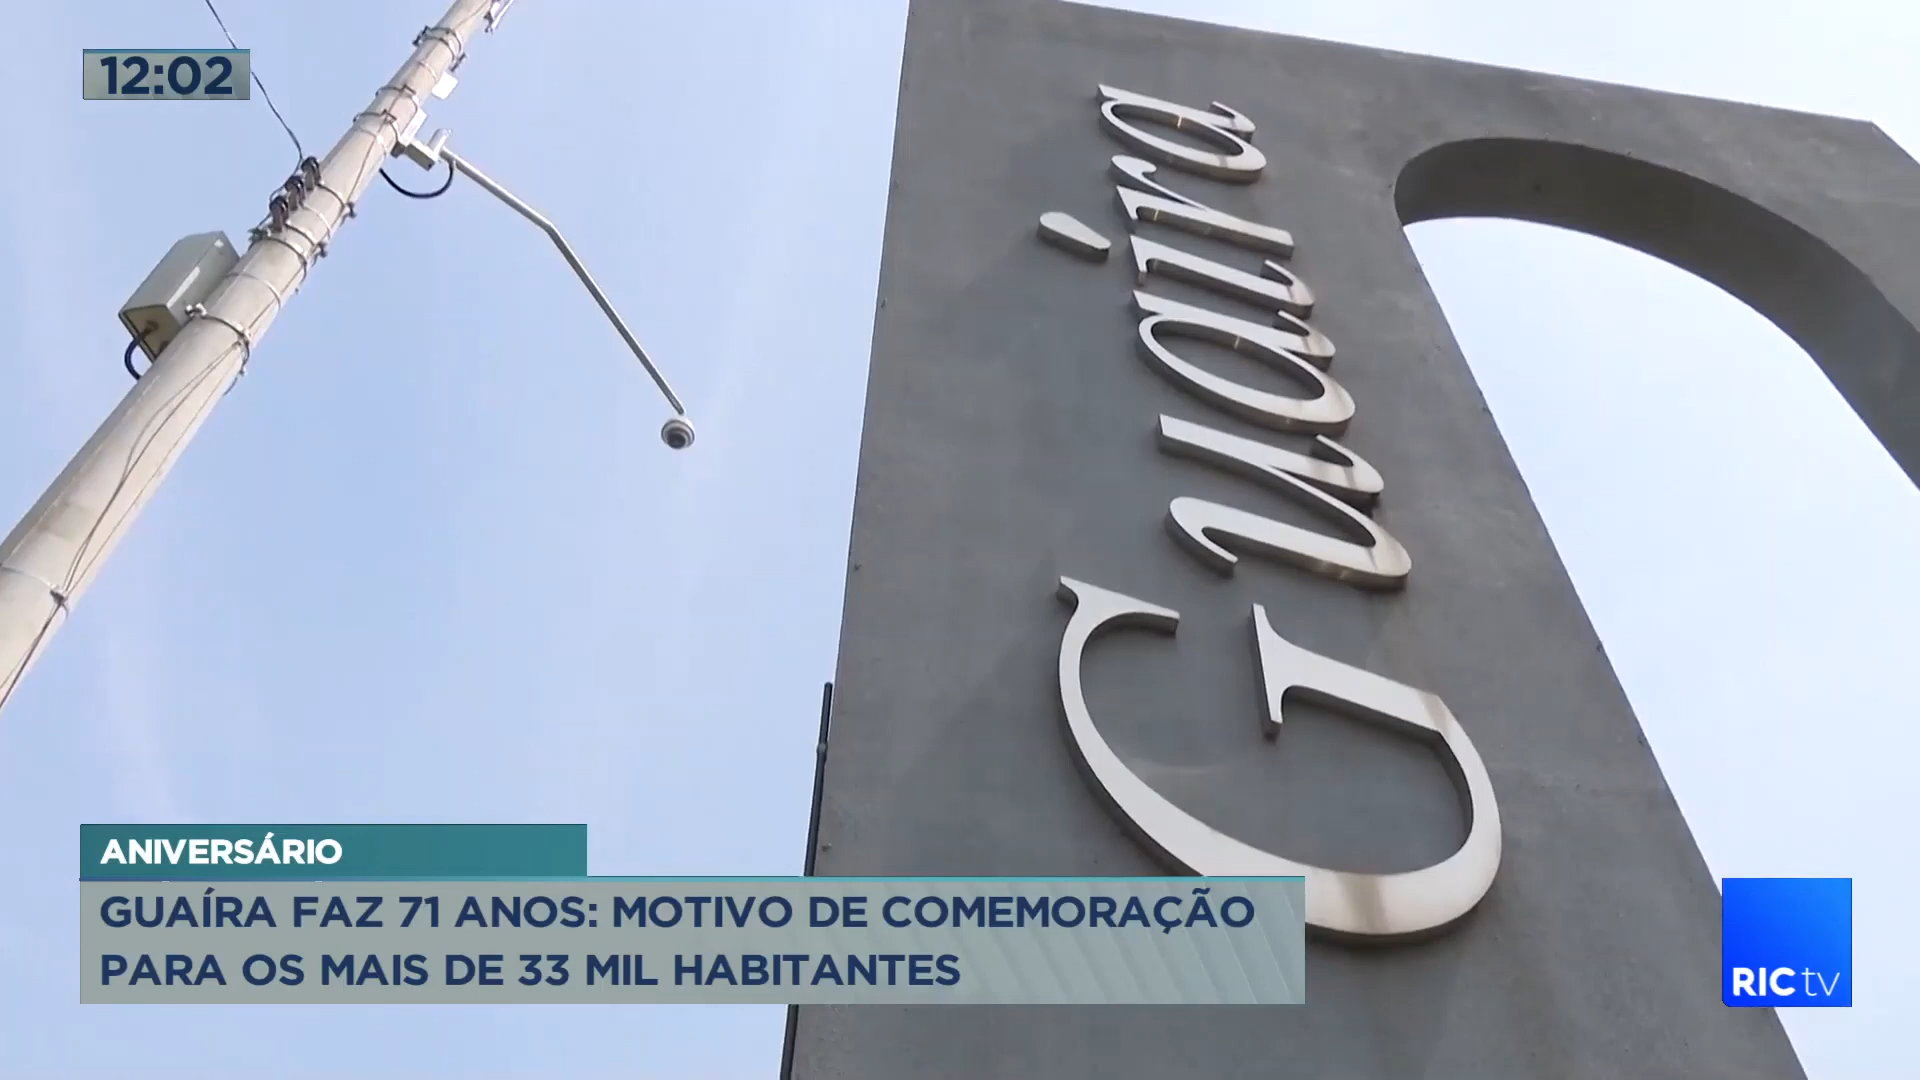 12:02
Guaira
ANIVERSÁRIO
GUAÍRA FAZ 71 ANOS: MOTIVO DE COMEMORAÇÃO
PARA OS MAIS DE 33 MIL HABITANTES
RIC tv